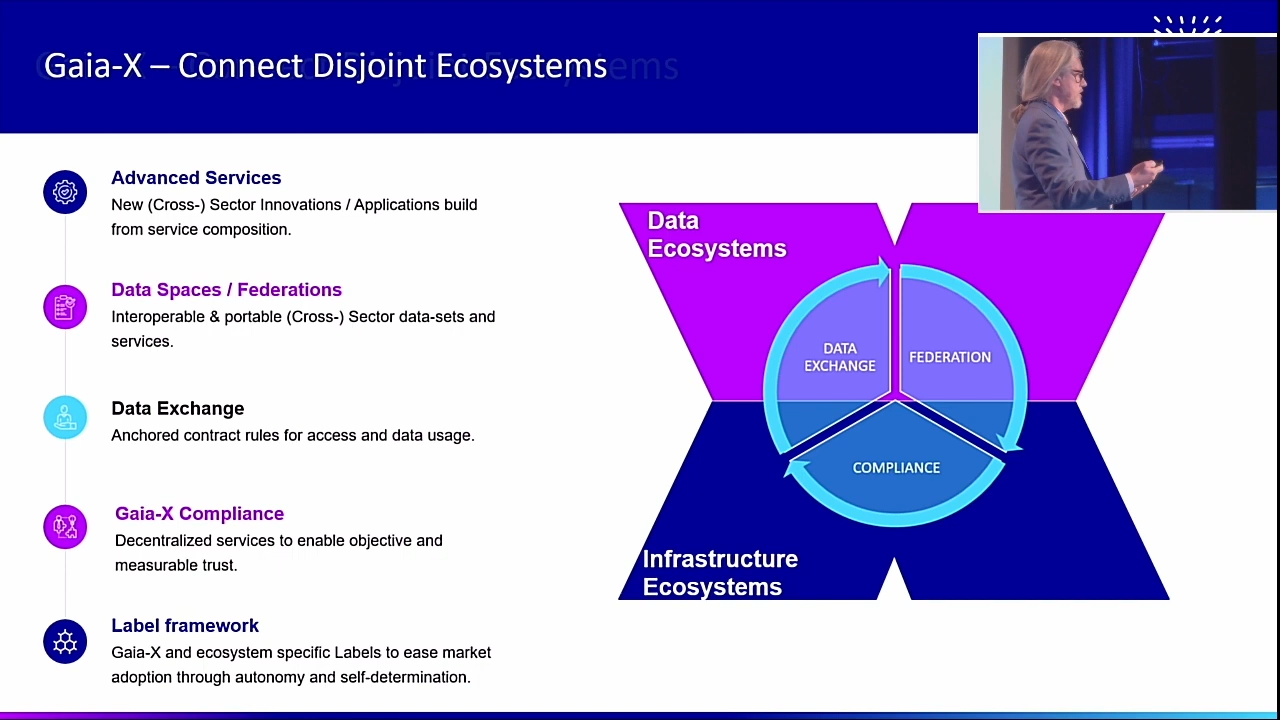 Gaia-X – Connect Disjoint Ecosystems
Advanced Services
New (Cross-) Sector Innovations / Applications build
from service composition.
Data Spaces / Federations
Interoperable & portable (Cross-) Sector data-sets and
services.
Data Exchange
Anchored contract rules for access and data usage.
Gaia-X Compliance
Decentralized services to enable objective and
measurable trust.
Label framework
Gaia-X and ecosystem specific Labels to ease market
adoption through autonomy and self-determination.
Data
Ecosystems
DATA
EXCHANGE
FEDERATION
COMPLIANCE
Infrastructure
Ecosystems